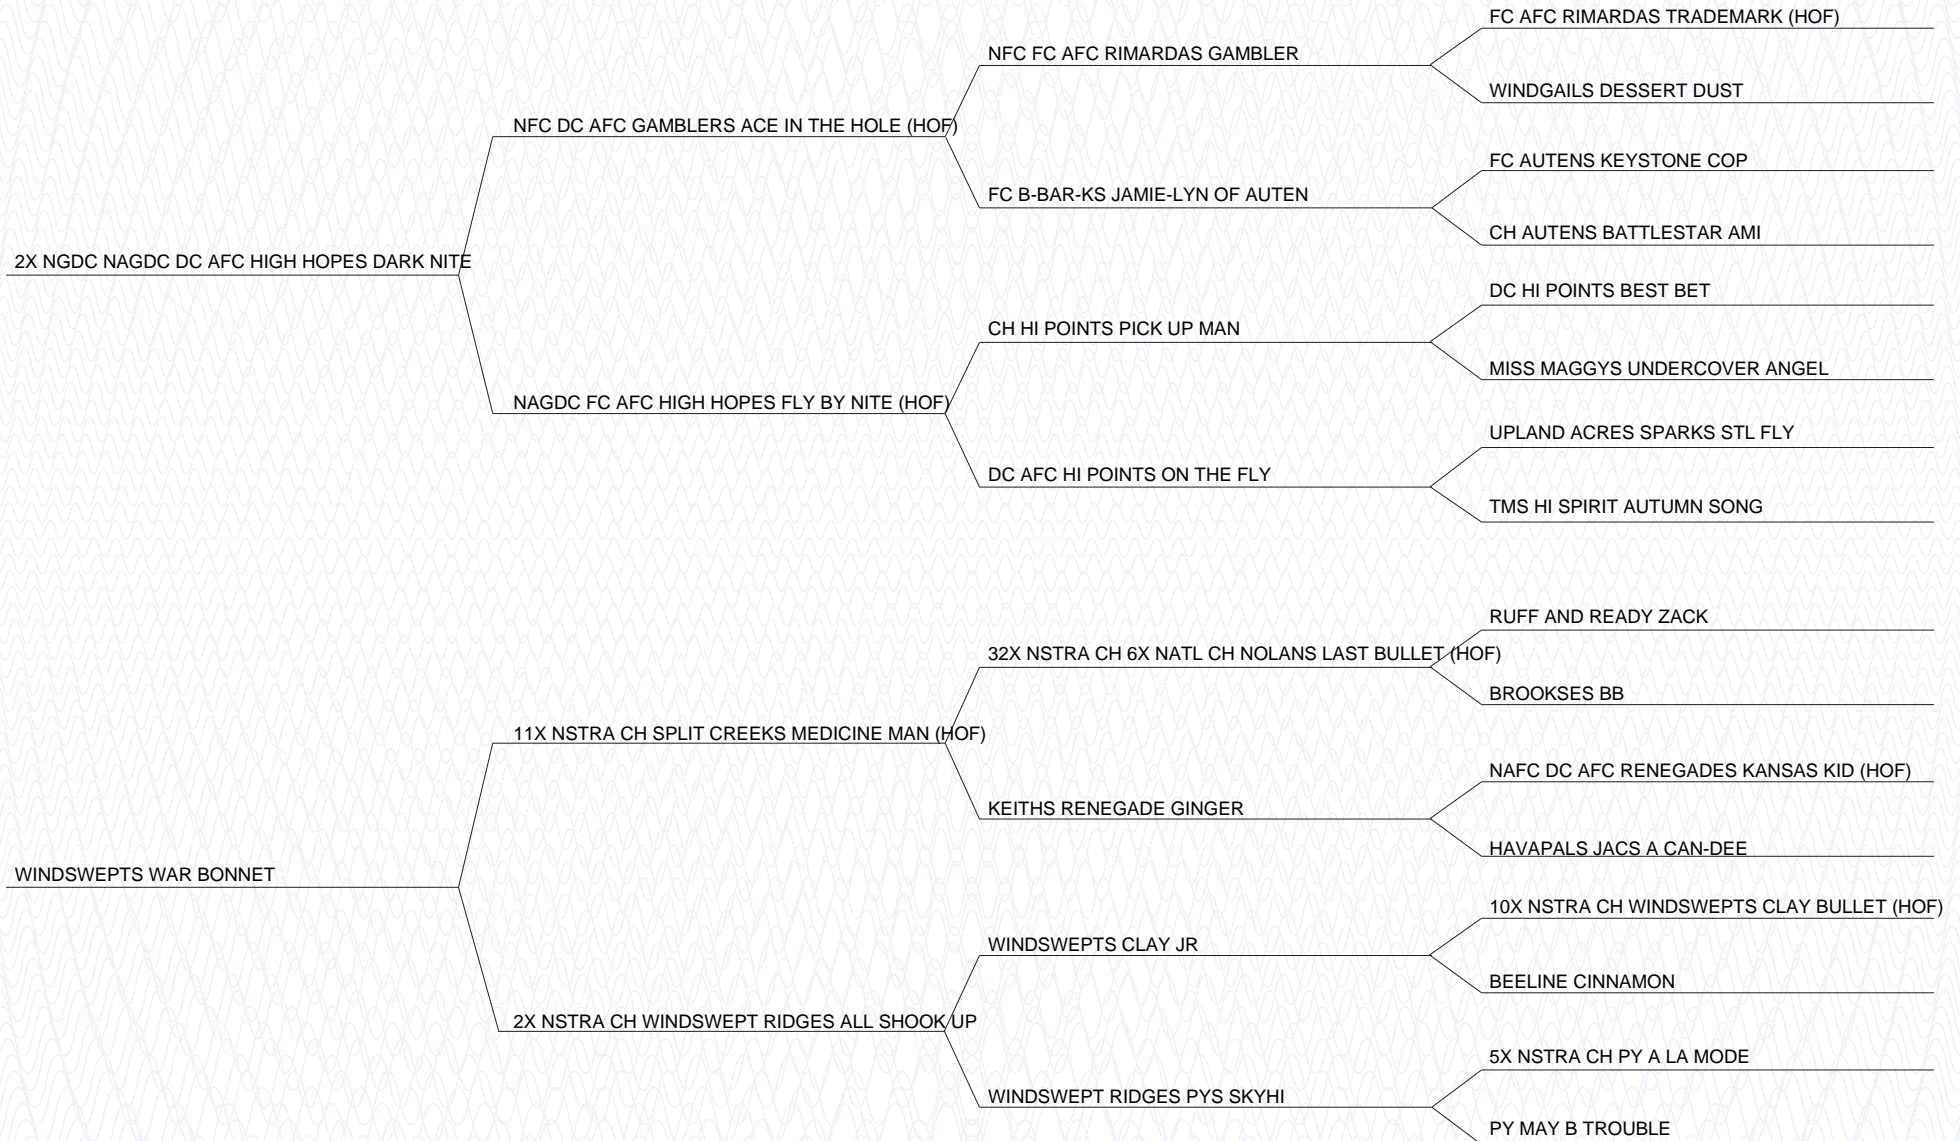 FC AFC RIMARDAS TRADEMARK (HOF)
NFC FC AFC RIMARDAS GAMBLER
WINDGAILS DESSERT DUST
NFC DC AFC GAMBLERS ACE IN THE HOLE (HOF)
FC AUTENS KEYSTONE COP
FC B-BAR-KS JAMIE-LYN OF AUTEN
CH AUTENS BATTLESTAR AMI
2X NGDC NAGDC DC AFC HIGH HOPES DARK NITE
DC HI POINTS BEST BET
CH HI POINTS PICK UP MAN
MISS MAGGYS UNDERCOVER ANGEL
NAGDC FC AFC HIGH HOPES FLY BY NITE (HOF)
UPLAND ACRES SPARKS STL FLY
DC AFC HI POINTS ON THE FLY
TMS HI SPIRIT AUTUMN SONG
RUFF AND READY ZACK
32X NSTRA CH 6X NATL CH NOLANS LAST BULLET (HOF)
BROOKSES BB
11X NSTRA CH SPLIT CREEKS MEDICINE MAN (HOF)
NAFC DC AFC RENEGADES KANSAS KID (HOF)
KEITHS RENEGADE GINGER
HAVAPALS JACS A CAN-DEE
WINDSWEPTS WAR BONNET
10X NSTRA CH WINDSWEPTS CLAY BULLET (HOF)
WINDSWEPTS CLAY JR
BEELINE CINNAMON
2X NSTRA CH WINDSWEPT RIDGES ALL SHOOK UP
5X NSTRA CH PY A LA MODE
WINDSWEPT RIDGES PYS SKYHI
PY MAY B TROUBLE